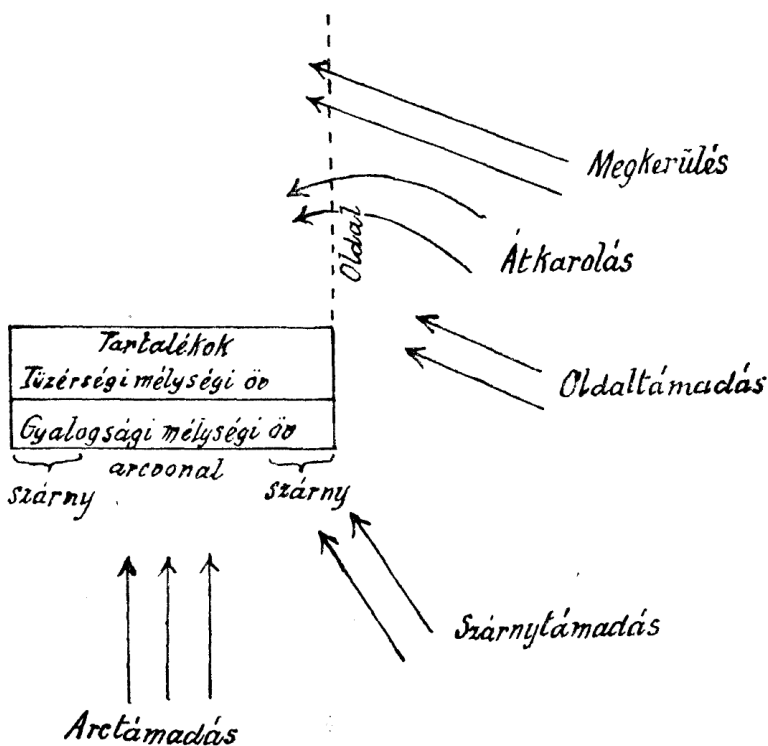 Megkerülés
Átkarolás
Oldal
Tartalékok
Tüzérségi mélységi öv
Oldaltámadás
Gyalogsági mélységi öv
arcvonal
szárny
szárny
Szárnytámadás
Arctámadás